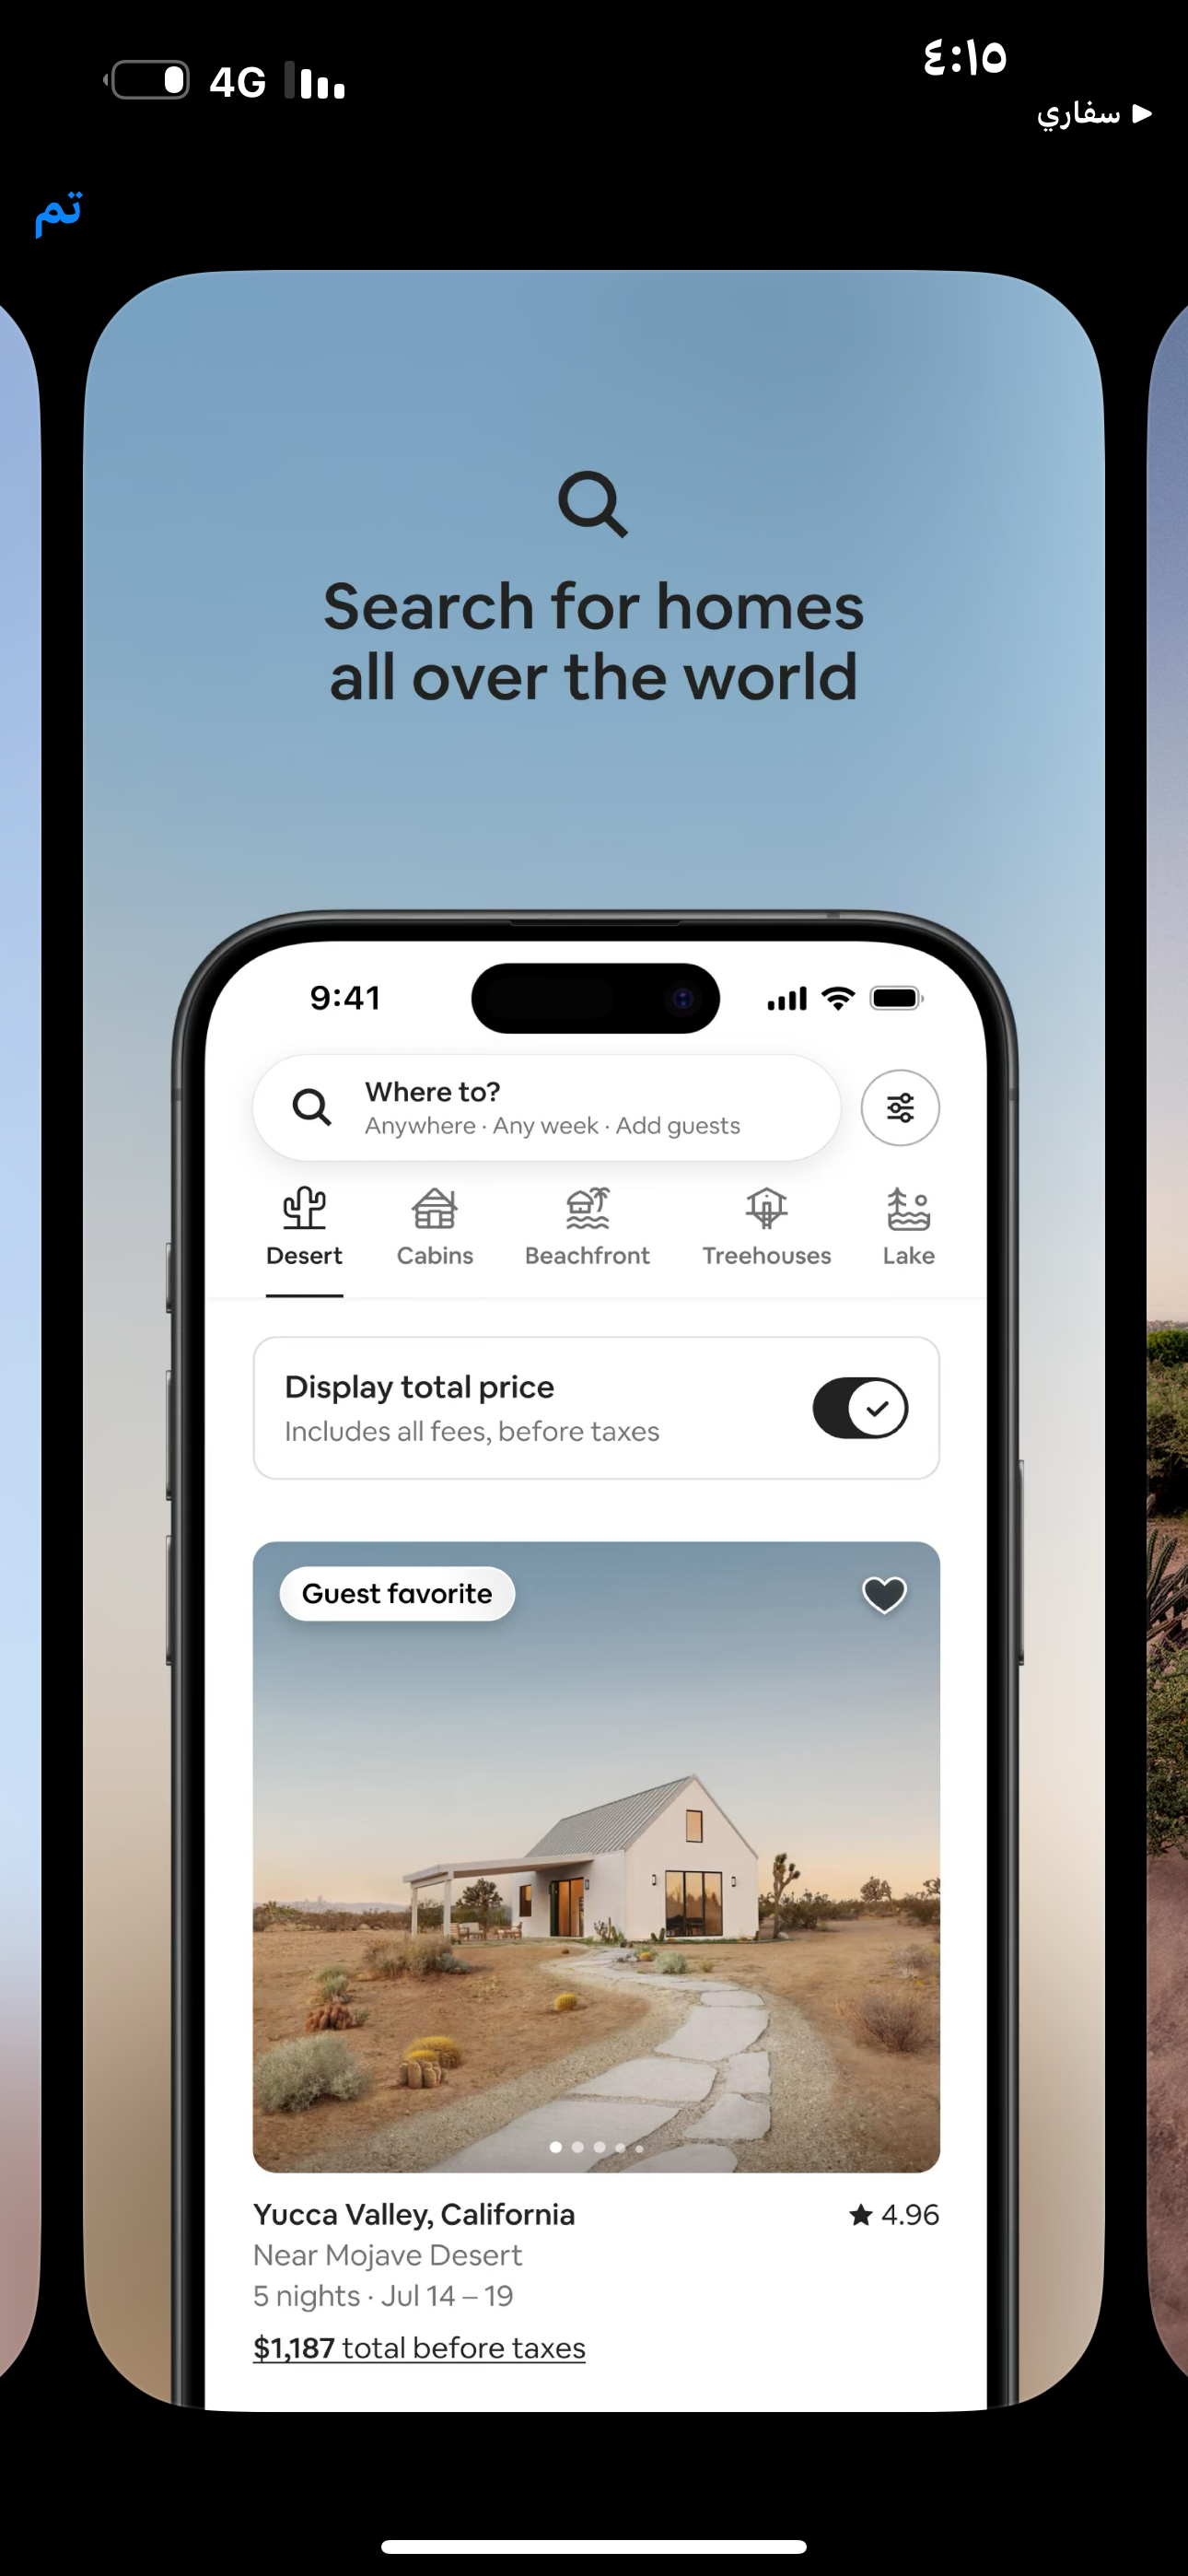 ٤:١٥
4G
سفاري
تم
Search for homes
all over the world
9:41
Where to?
Anywhere · Any week · Add guests
Desert
Cabins
Beachfront
Treehouses
Lake
Display total price
Includes all fees, before taxes
Guest favorite
Yucca Valley, California
4.96
Near Mojave Desert
5 nights · Jul 14 – 19
$1,187 total before taxes